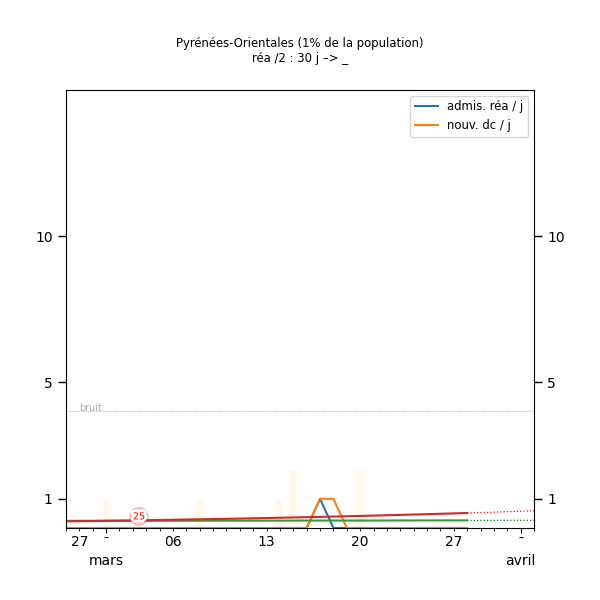 Pyrénées-Orientales (1% de la population)
réa /2 : 30 j –> _
admis. réa / j
nouv. dc / j
10 10
5 5
bruit
1 1
25
27 - 06 13 20 27 -
mars avril